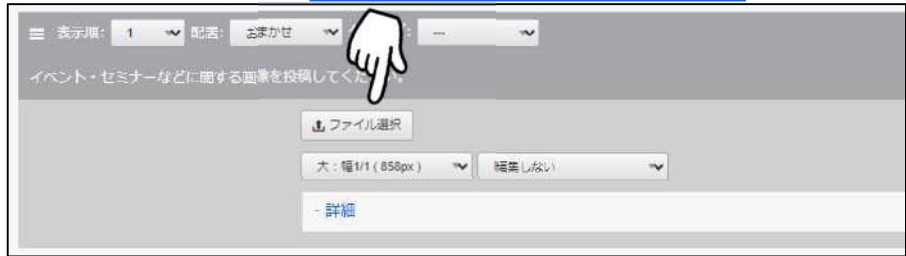 表示順: 1 配置: おまかせ : ---
イベント・セミナーなどに関する画像を投稿してください。
ファイル選択
大：幅1/1 ( 858px ) 編集しない
- 詳細